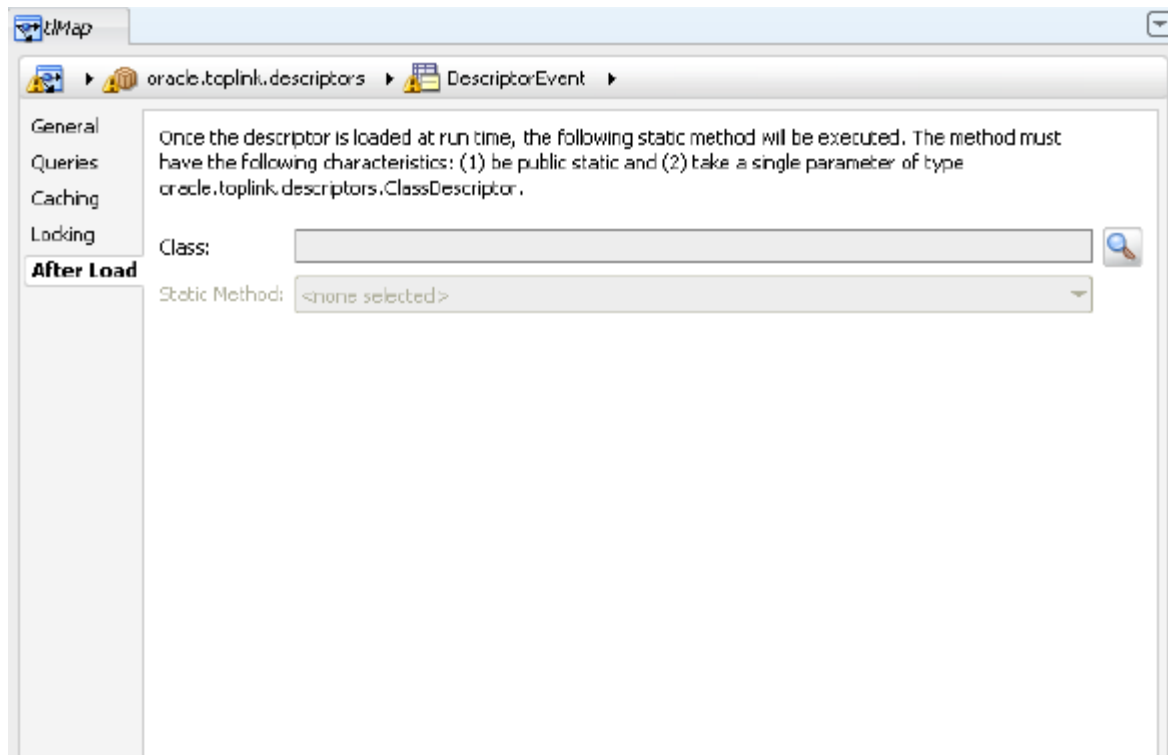 tlMap
oracle.toplink.descriptors DescriptorEvent
General
Queries
Caching
Locking
After Load
Once the descriptor is loaded at run time, the following static method will be executed. The method must
have the following characteristics: (1) be public static and (2) take a single parameter of type
oracle.toplink.descriptors.ClassDescriptor.
Class:
Static Method: <none selected>